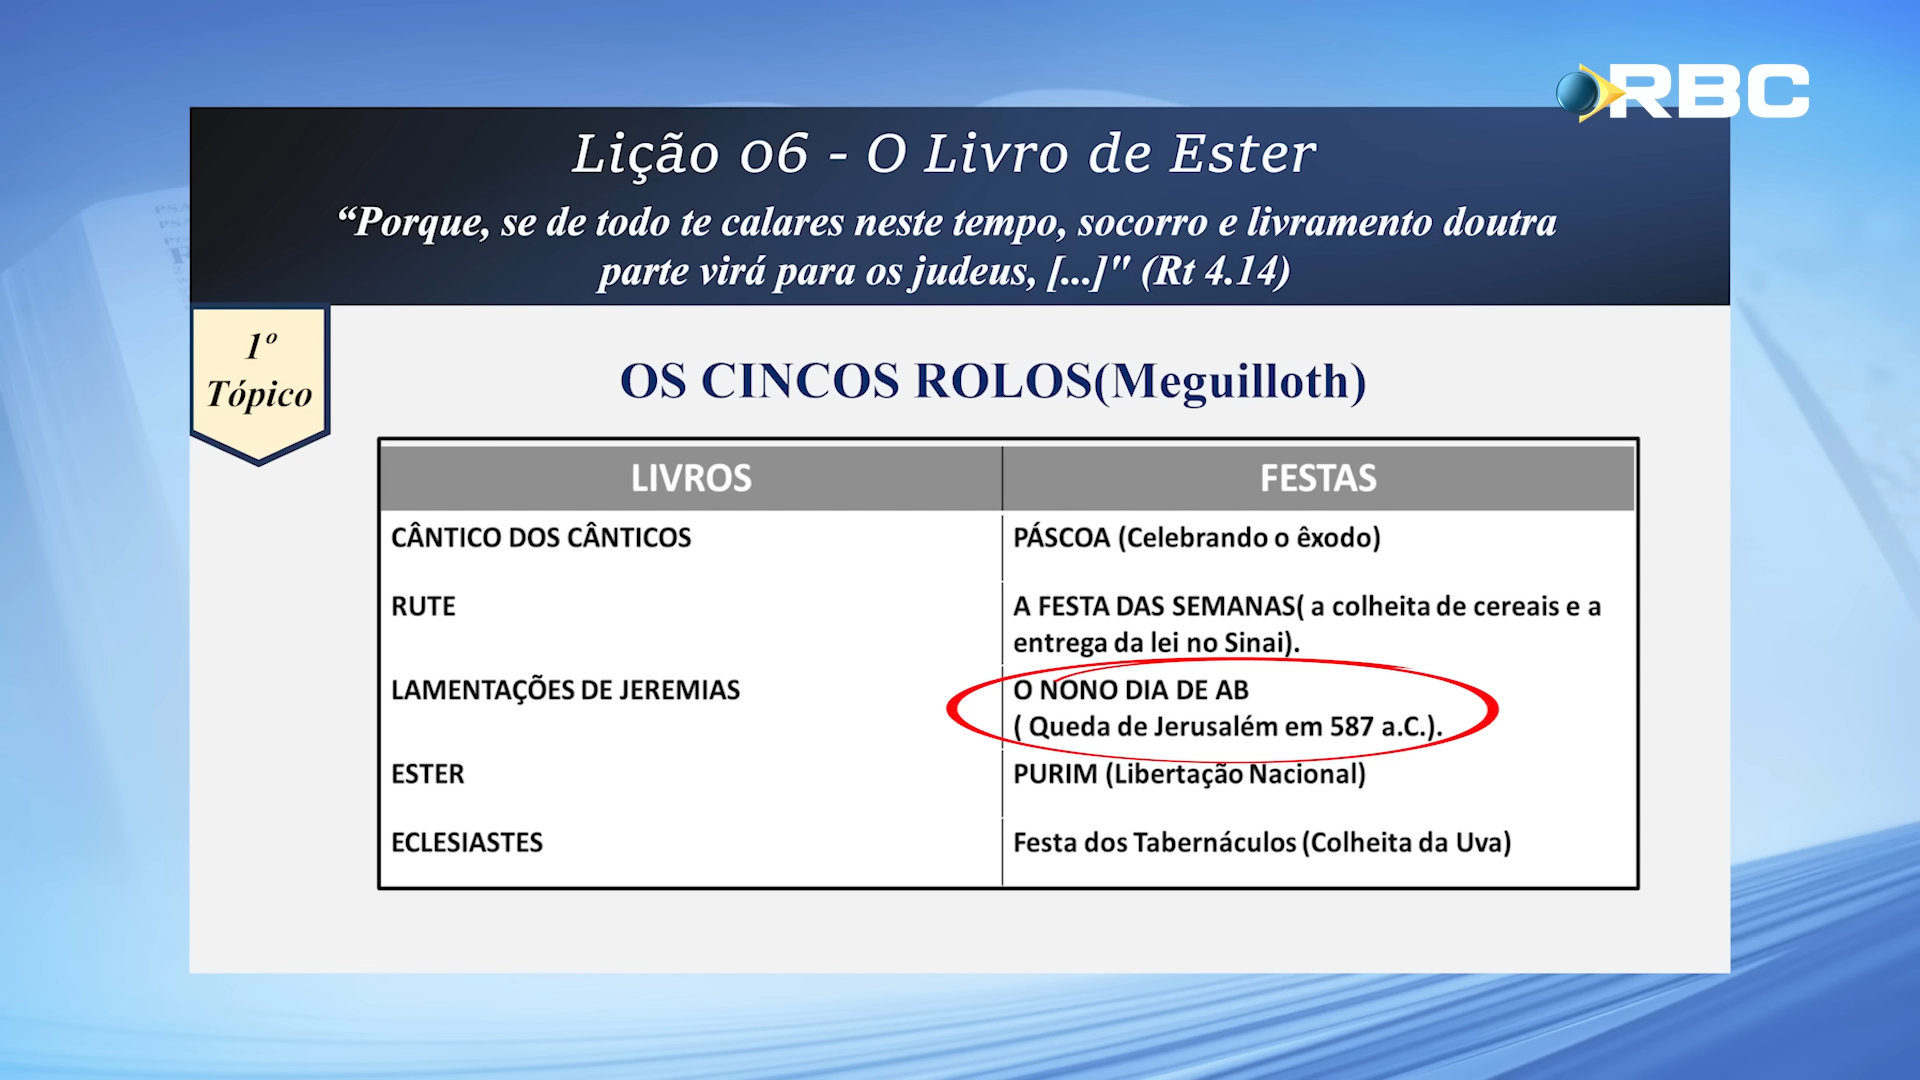 RBC
Lição 06 - O Livro de Ester
“Porque, se de todo te calares neste tempo, socorro e livramento doutra
parte virá para os judeus, [...]" (Rt 4.14)
1º
Tópico
OS CINCOS ROLOS(Meguilloth)
LIVROS
FESTAS
CÂNTICO DOS CÂNTICOS
PÁSCOA (Celebrando o êxodo)
RUTE
A FESTA DAS SEMANAS( a colheita de cereais e a
entrega da lei no Sinai).
LAMENTAÇÕES DE JEREMIAS
O NONO DIA DE AB
( Queda de Jerusalém em 587 a.C.).
ESTER
PURIM (Libertação Nacional)
ECLESIASTES
Festa dos Tabernáculos (Colheita da Uva)